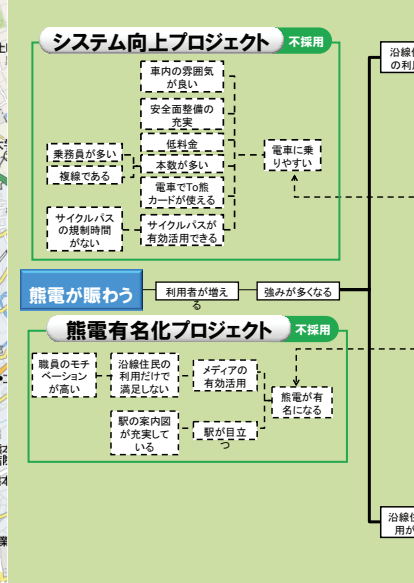 システム向上プロジェクト 不採用
車内の雰囲気
が良い
安全面整備の
充実
低料金
乗務員が多い
本数が多い
複線である
電車に乗
りやすい
電車でTo熊
カードが使える
サイクルパス
の規制時間
がない
サイクルパスが
有効活用できる
熊電が賑わう
利用者が増え
る
強みが多くなる
熊電有名化プロジェクト 不採用
職員のモチ
ベーション
が高い
沿線住民の
利用だけで
満足しない
メディアの
有効活用
熊電が有
名になる
駅の案内図
が充実して
いる
駅が目立
つ
沿線住
の利用
沿線住
用が